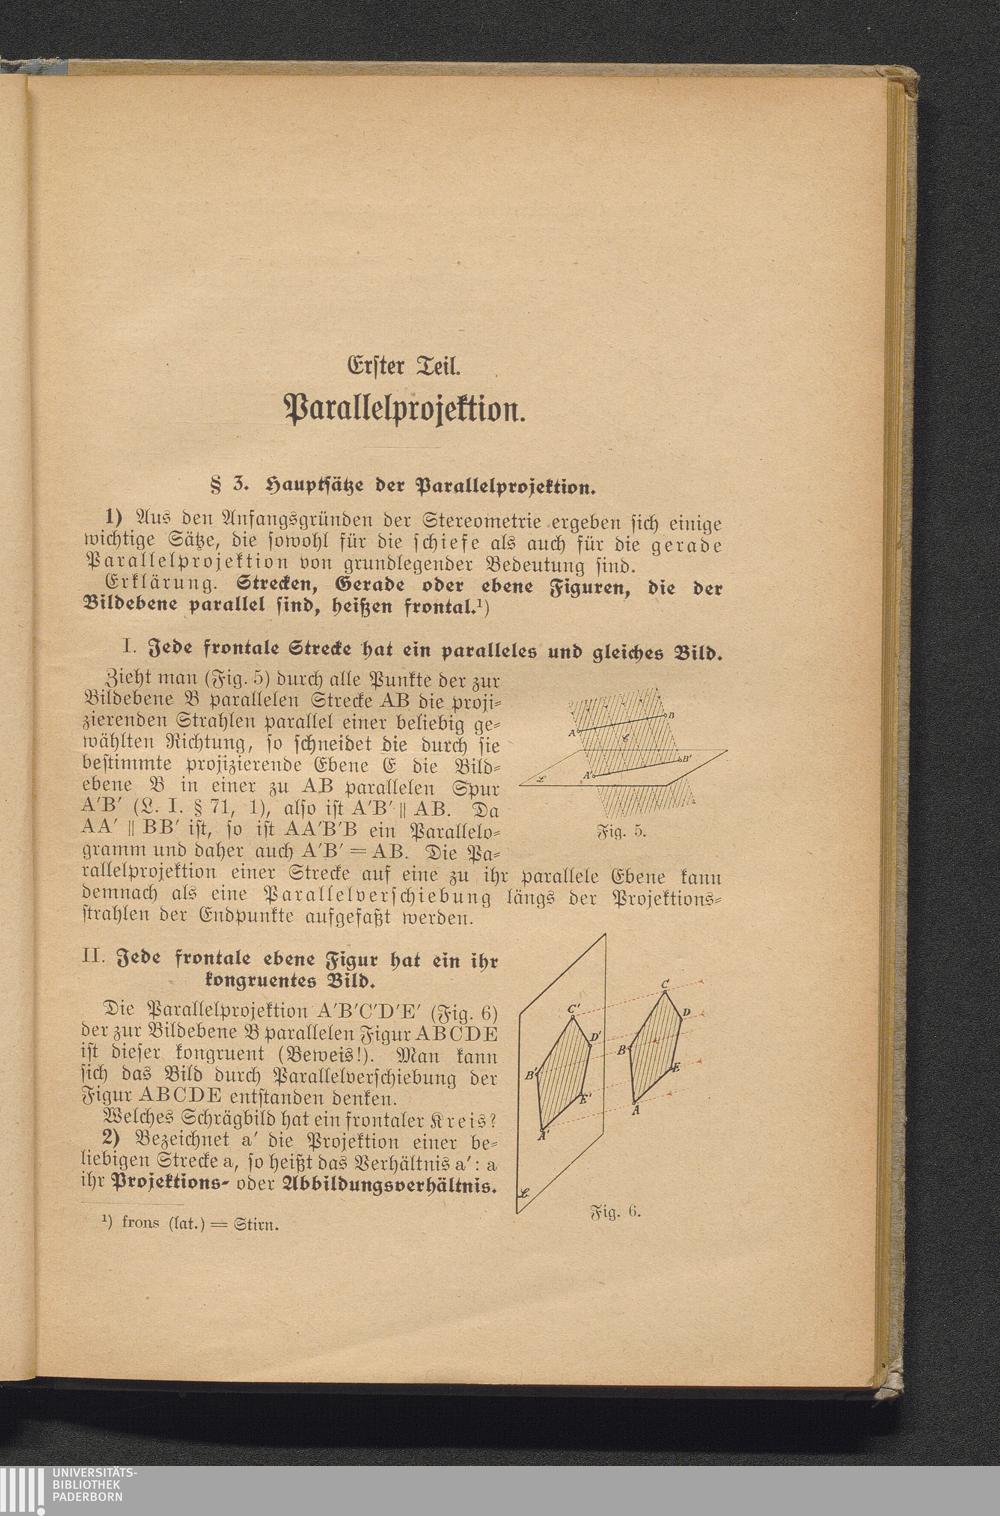 Erster Teil.
Parallelprojektion.
§ 3. Hauptsätze der Parallelprojektion.
1) Aus den Anfangsgründen der Stereometrie ergeben sich einige
wichtige Sätze, die sowohl für die schiefe als auch für die gerade
Parallelprojektion von grundlegender Bedeutung sind.
Erklärung. Strecken, Gerade oder ebene Figuren, die der
Bildebene parallel sind, heißen frontal.¹)
I. Jede frontale Strecke hat ein paralleles und gleiches Bild.
Zieht man (Fig. 5) durch alle Punkte der zur
Bildebene B parallelen Strecke AB die proji-
zierenden Strahlen parallel einer beliebig ge-
wählten Richtung, so schneidet die durch sie
bestimmte projizierende Ebene E die Bild-
ebene B in einer zu AB parallelen Spur
A′B′ (L. I. § 71, 1), also ist A′B′ ∥ AB. Da
AA′ ∥ BB′ ist, so ist AA′B′B ein Parallelo-
gramm und daher auch A′B′ = AB. Die Pa-
rallelprojektion einer Strecke auf eine zu ihr parallele Ebene kann
demnach als eine Parallelverschiebung längs der Projektions-
strahlen der Endpunkte aufgefaßt werden.
A
B
A′
B′
Fig. 5.
II. Jede frontale ebene Figur hat ein ihr
kongruentes Bild.
Die Parallelprojektion A′B′C′D′E′ (Fig. 6)
der zur Bildebene B parallelen Figur ABCDE
ist dieser kongruent (Beweis!). Man kann
sich das Bild durch Parallelverschiebung der
Figur ABCDE entstanden denken.
Welches Schrägbild hat ein frontaler Kreis?
2) Bezeichnet a′ die Projektion einer be-
liebigen Strecke a, so heißt das Verhältnis a′ : a
ihr Projektions- oder Abbildungsverhältnis.
C′
D′
B′
E′
A′
C
D
B
E
A
Fig. 6.
¹) frons (lat.) = Stirn.
UNIVERSITÄTS-
BIBLIOTHEK
PADERBORN